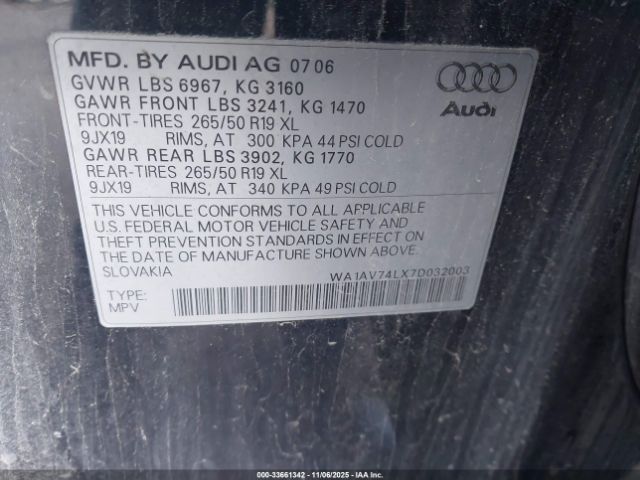 MFD. BY AUDI AG 07 06
GVWR LBS 6967, KG 3160
GAWR FRONT LBS 3241, KG 1470
FRONT-TIRES 265/50 R19 XL
9JX19 RIMS, AT 300 KPA 44 PSI COLD
GAWR REAR LBS 3902, KG 1770
REAR-TIRES 265/50 R19 XL
9JX19 RIMS, AT 340 KPA 49 PSI COLD
Audi
THIS VEHICLE CONFORMS TO ALL APPLICABLE
U.S. FEDERAL MOTOR VEHICLE SAFETY AND
THEFT PREVENTION STANDARDS IN EFFECT ON
THE DATE OF MANUFACTURE SHOWN ABOVE.
SLOVAKIA WA1AV74LX7D032003
TYPE:
MPV
000-33661342 - 11/06/2025 - IAA Inc.